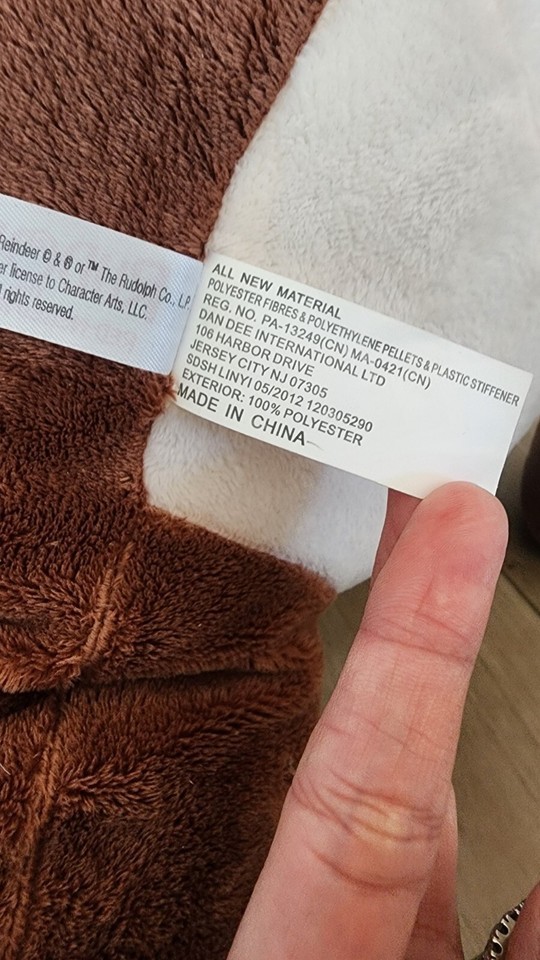 Reindeer © & ® or ™ The Rudolph Co., L.P.
er license to Character Arts, LLC.
rights reserved.
ALL NEW MATERIAL
POLYESTER FIBRES & POLYETHYLENE PELLETS & PLASTIC STIFFENER
REG. NO. PA-13249(CN) MA-0421(CN)
DAN DEE INTERNATIONAL LTD
106 HARBOR DRIVE
JERSEY CITY NJ 07305
SDSH LINYI 05/2012 120305290
EXTERIOR: 100% POLYESTER
MADE IN CHINA